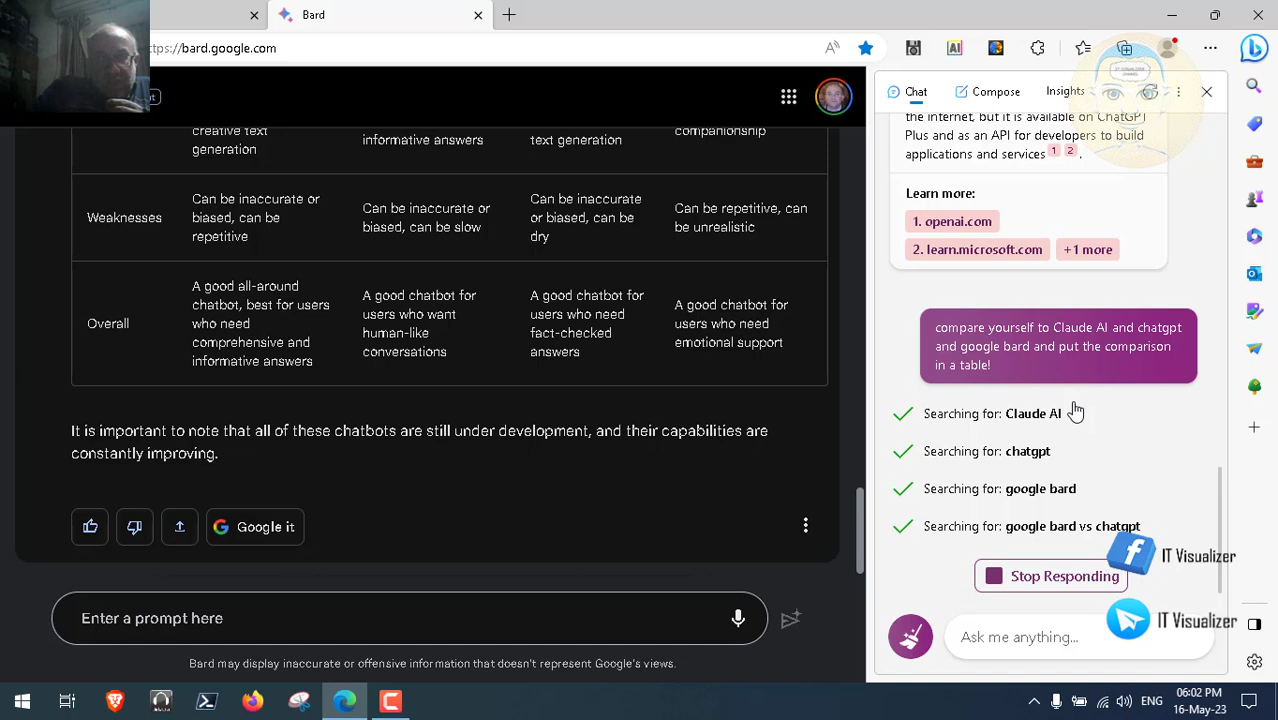 Bard
ttps://bard.google.com
creative text
generation
informative answers
text generation
companionship
Weaknesses
Can be inaccurate or
biased, can be
repetitive
Can be inaccurate or
biased, can be slow
Can be inaccurate
or biased, can be
dry
Can be repetitive, can
be unrealistic
Overall
A good all-around
chatbot, best for users
who need
comprehensive and
informative answers
A good chatbot for
users who want
human-like
conversations
A good chatbot for
users who need
fact-checked
answers
A good chatbot for
users who need
emotional support
It is important to note that all of these chatbots are still under development, and their capabilities are
constantly improving.
Google it
Enter a prompt here
Bard may display inaccurate or offensive information that doesn't represent Google's views.
Chat
Compose
Insights
the internet, but it is available on ChatGPT
Plus and as an API for developers to build
applications and services 1 2 .
Learn more:
1. openai.com
2. learn.microsoft.com
+1 more
compare yourself to Claude AI and chatgpt
and google bard and put the comparison
in a table!
Searching for: Claude AI
Searching for: chatgpt
Searching for: google bard
Searching for: google bard vs chatgpt
IT Visualizer
Stop Responding
IT Visualizer
Ask me anything...
ENG
06:02 PM
16-May-23